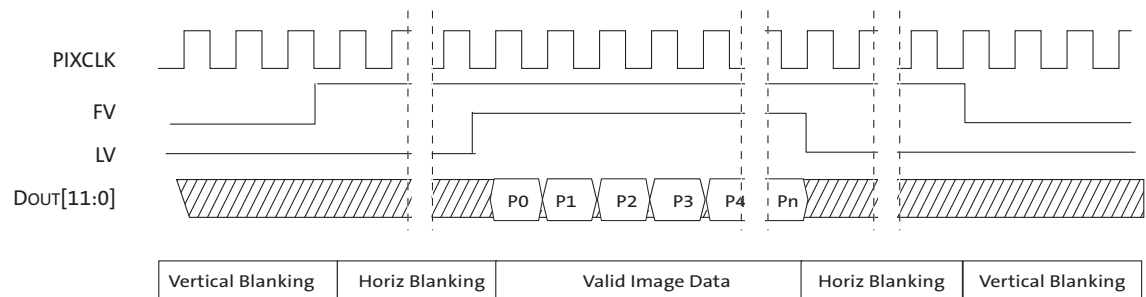 PIXCLK
FV
LV
DOUT[11:0]
P0 P1 P2 P3 P4 Pn
Vertical Blanking Horiz Blanking Valid Image Data Horiz Blanking Vertical Blanking